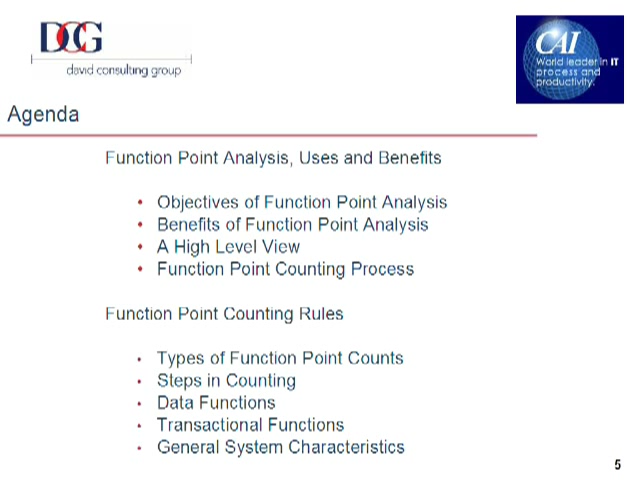 DCG
david consulting group
CAI
World leader in IT
process and
productivity.
Agenda
Function Point Analysis, Uses and Benefits
• Objectives of Function Point Analysis
• Benefits of Function Point Analysis
• A High Level View
• Function Point Counting Process
Function Point Counting Rules
• Types of Function Point Counts
• Steps in Counting
• Data Functions
• Transactional Functions
• General System Characteristics
5